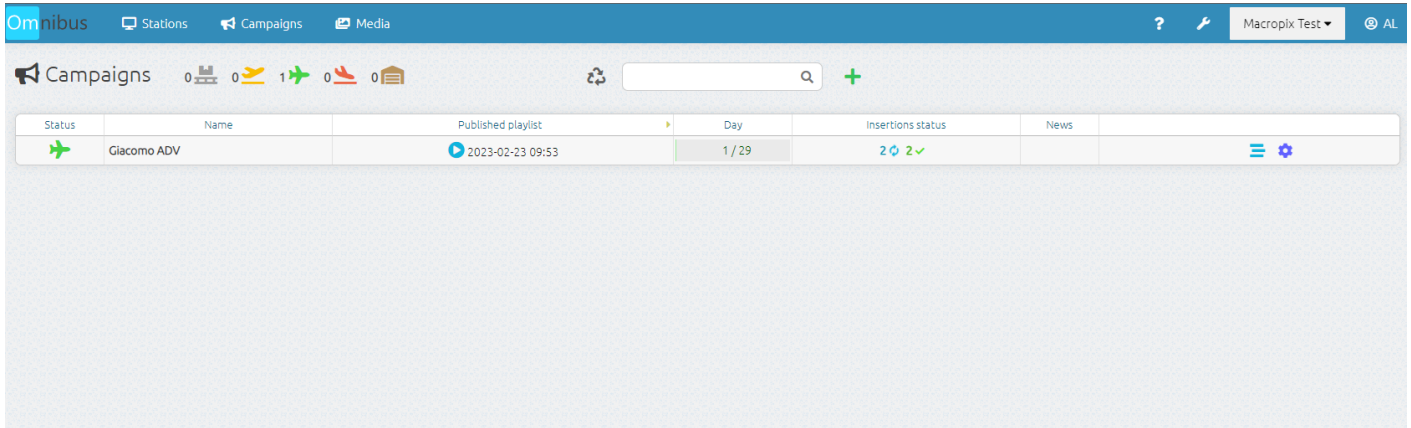 Omnibus Stations Campaigns Media ? Macropix Test AL
Campaigns 0 0 1 0 0
Status Name Published playlist Day Insertions status News
Giacomo ADV 2023-02-23 09:53 1 / 29 2 2